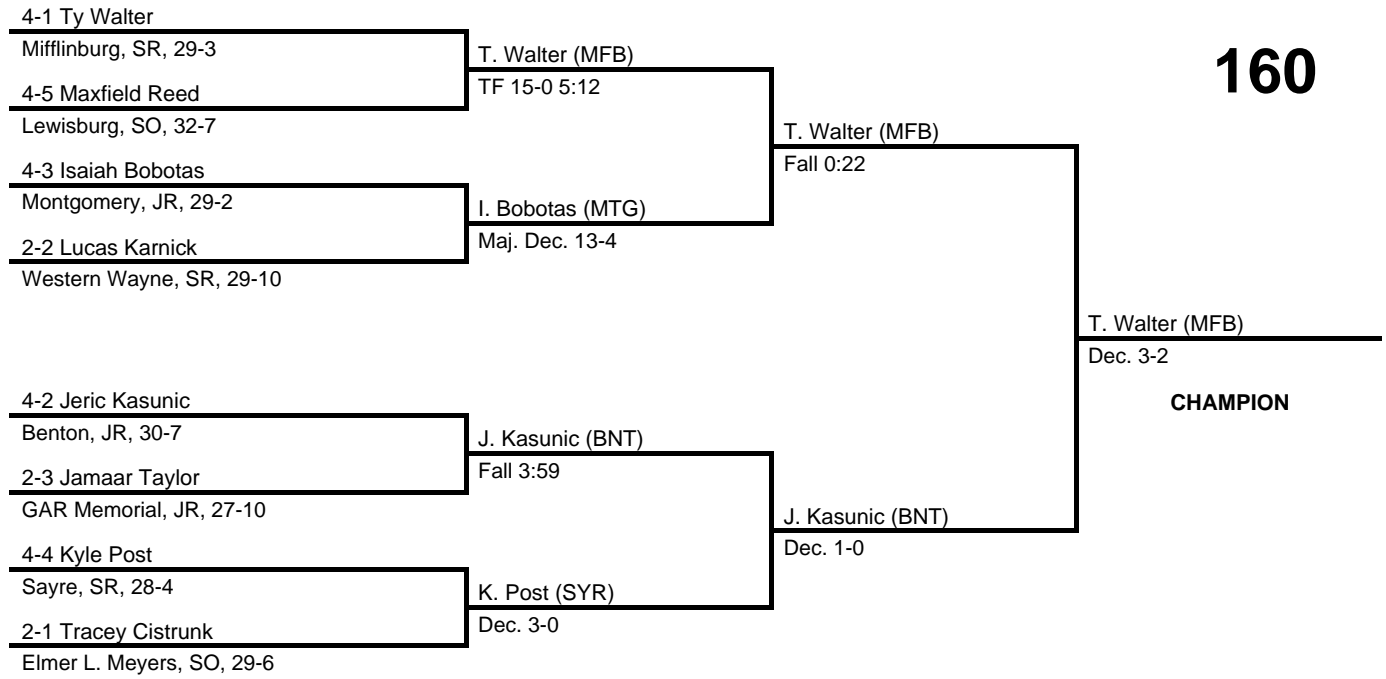 4-1 Ty Walter
Mifflinburg, SR, 29-3
T. Walter (MFB)
160
TF 15-0 5:12
4-5 Maxfield Reed
Lewisburg, SO, 32-7
T. Walter (MFB)
Fall 0:22
4-3 Isaiah Bobotas
Montgomery, JR, 29-2
I. Bobotas (MTG)
Maj. Dec. 13-4
2-2 Lucas Karnick
Western Wayne, SR, 29-10
T. Walter (MFB)
Dec. 3-2
CHAMPION
4-2 Jeric Kasunic
Benton, JR, 30-7
J. Kasunic (BNT)
Fall 3:59
2-3 Jamaar Taylor
GAR Memorial, JR, 27-10
J. Kasunic (BNT)
Dec. 1-0
4-4 Kyle Post
Sayre, SR, 28-4
K. Post (SYR)
Dec. 3-0
2-1 Tracey Cistrunk
Elmer L. Meyers, SO, 29-6